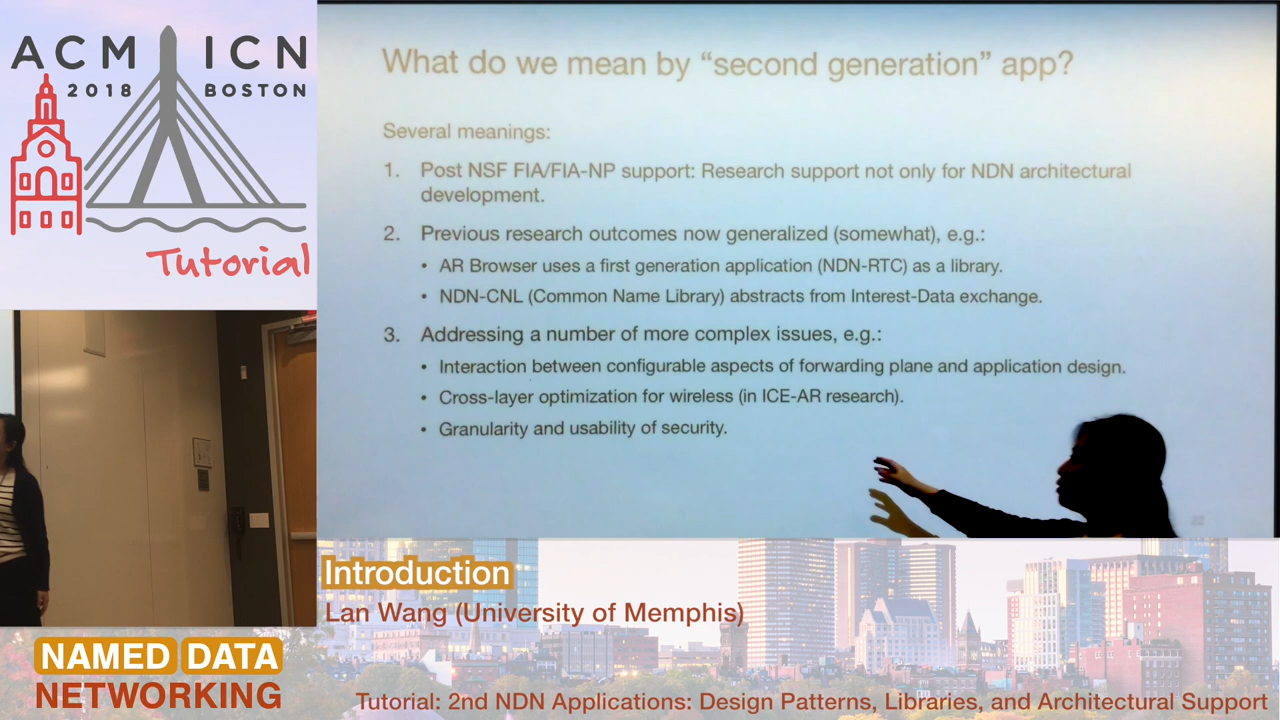 ACM ICN
2018 BOSTON
Tutorial
What do we mean by “second generation” app?
Several meanings:
1. Post NSF FIA/FIA-NP support: Research support not only for NDN architectural
development.
2. Previous research outcomes now generalized (somewhat), e.g.:
• AR Browser uses a first generation application (NDN-RTC) as a library.
• NDN-CNL (Common Name Library) abstracts from Interest-Data exchange.
3. Addressing a number of more complex issues, e.g.:
• Interaction between configurable aspects of forwarding plane and application design.
• Cross-layer optimization for wireless (in ICE-AR research).
• Granularity and usability of security.
Introduction
Lan Wang (University of Memphis)
NAMED DATA
NETWORKING
Tutorial: 2nd NDN Applications: Design Patterns, Libraries, and Architectural Support